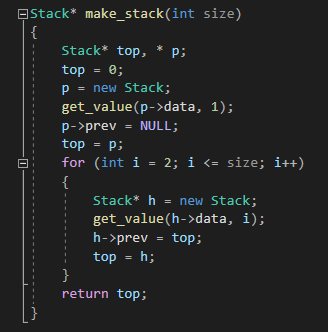 Stack* make_stack(int size)
{
Stack* top, * p;
top = 0;
p = new Stack;
get_value(p->data, 1);
p->prev = NULL;
top = p;
for (int i = 2; i <= size; i++)
{
Stack* h = new Stack;
get_value(h->data, i);
h->prev = top;
top = h;
}
return top;
}